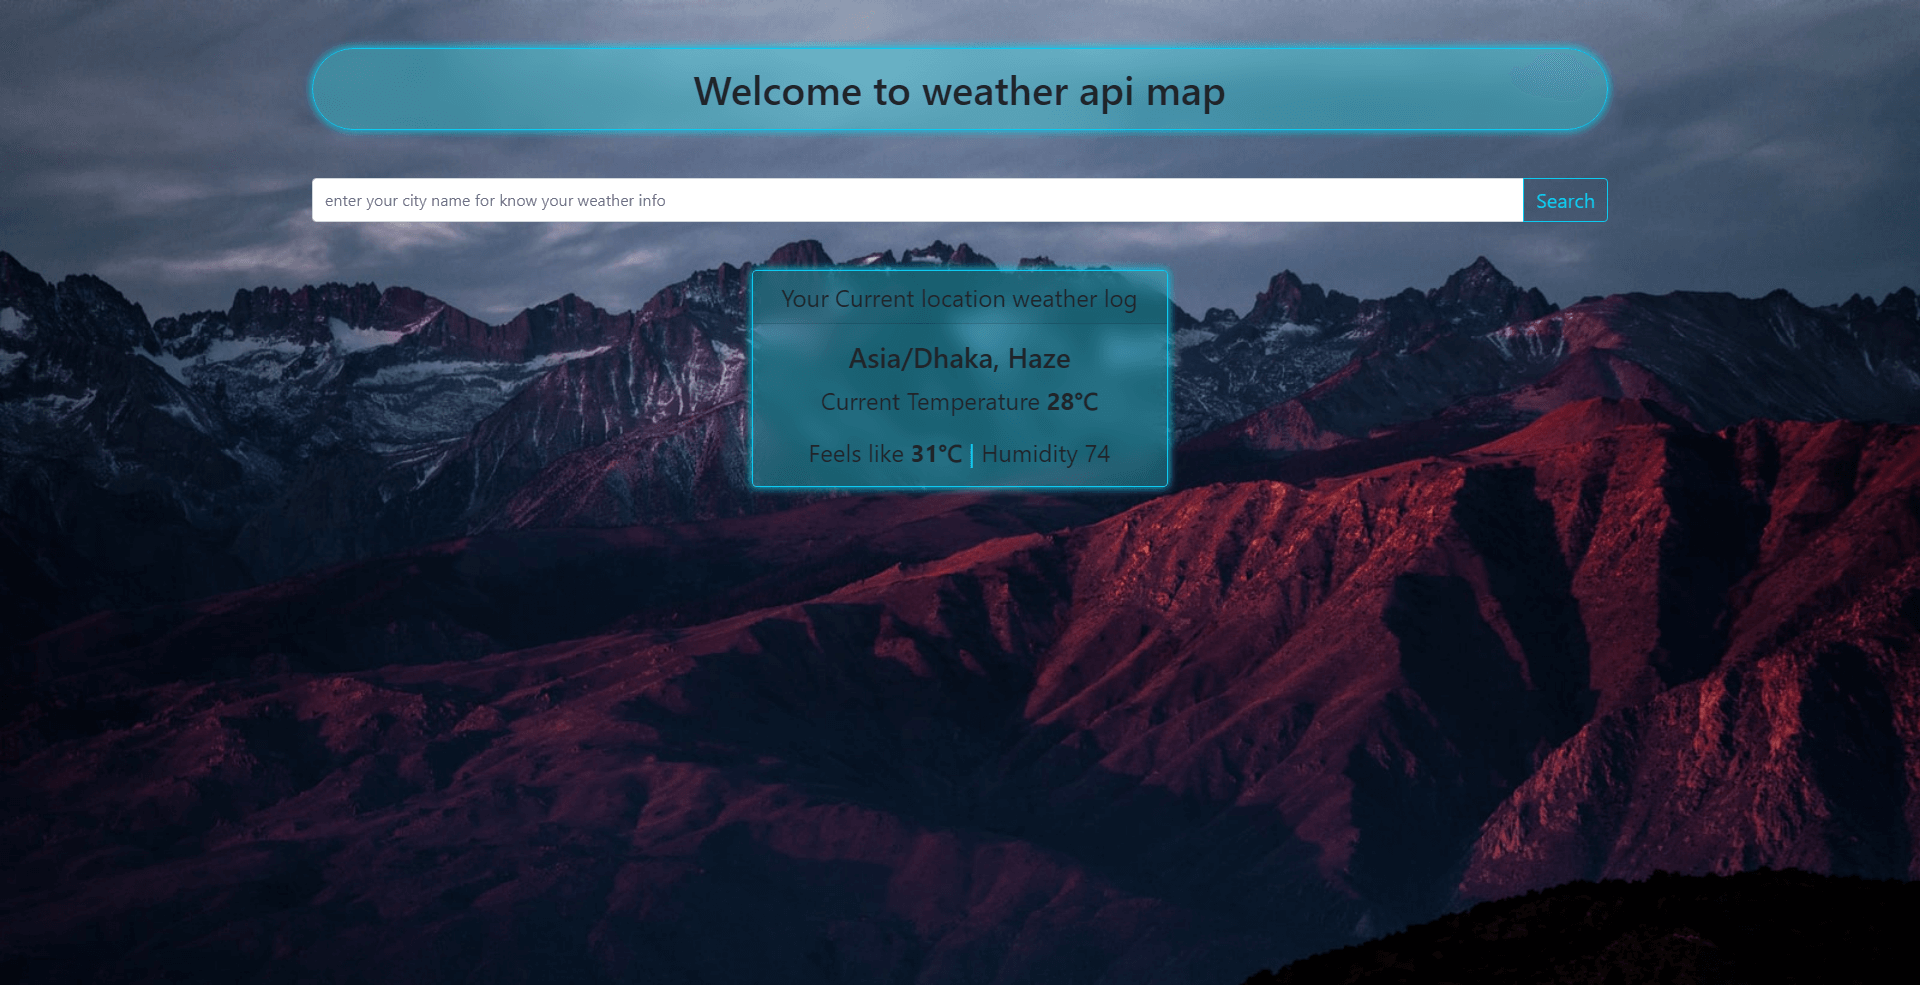 Welcome to weather api map
enter your city name for know your weather info
Search
Your Current location weather log
Asia/Dhaka, Haze
Current Temperature 28°C
Feels like 31°C | Humidity 74